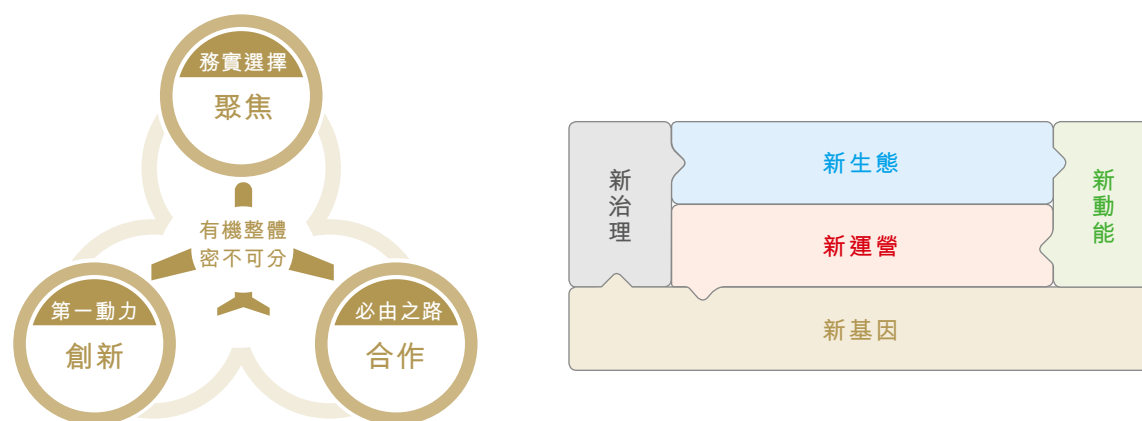 務實選擇
聚焦
有機整體
密不可分
第一動力
創新
必由之路
合作
新治理
新生態
新運營
新動能
新基因